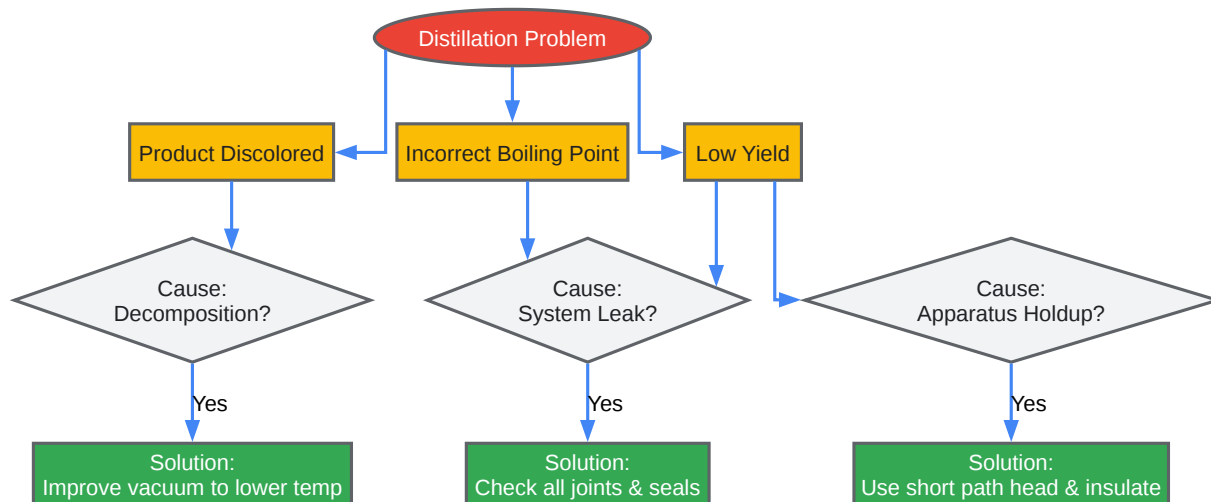 Distillation Problem
Product Discolored
Incorrect Boiling Point
Low Yield
Cause:
Decomposition?
Cause:
System Leak?
Cause:
Apparatus Holdup?
Yes
Yes
Yes
Solution:
Improve vacuum to lower temp
Solution:
Check all joints & seals
Solution:
Use short path head & insulate